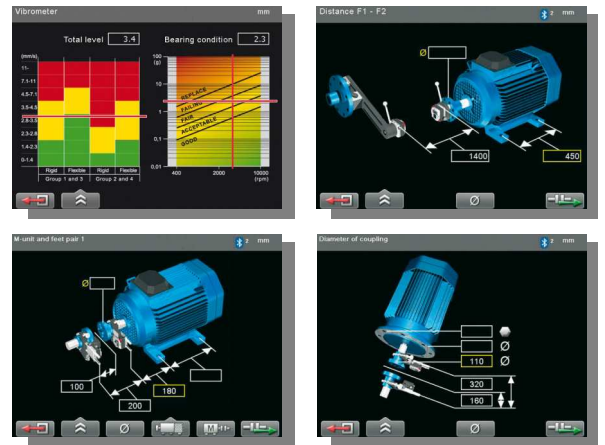 Vibrometer mm
Total level 3.4 Bearing condition 2.3
(mm/s)
11-
7.1-11
4.5-7.1
3.5-4.5
2.8-3.5
2.3-2.8
1.4-2.3
0-1.4
Rigid Flexible Rigid Flexible
Group 1 and 3 Group 2 and 4
100
(g)
10
1,0
0,1
0,01
REPLACE
FAILING
FAIR
ACCEPTABLE
GOOD
400 2000 10000
(rpm)
Distance F1 - F2 2 mm
Ø
1400 450
Ø
M-unit and feet pair 1 2 mm
Ø
100 180
200
Ø M
Diameter of coupling 2 mm
Ø
110 Ø
320
160
Ø